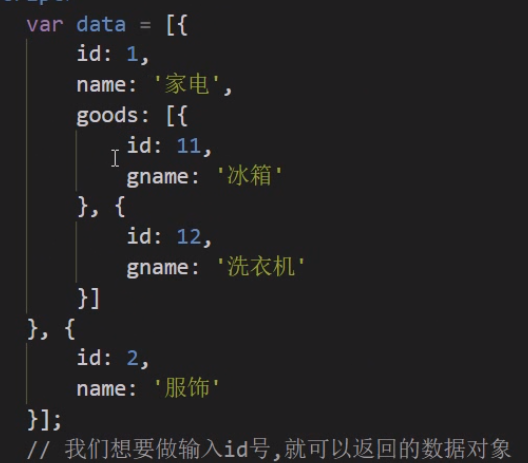 var data = [{
id: 1,
name: '家电',
goods: [{
id: 11,
gname: '冰箱'
}, {
id: 12,
gname: '洗衣机'
}]
}, {
id: 2,
name: '服饰'
}];
// 我们想要做输入id号,就可以返回的数据对象